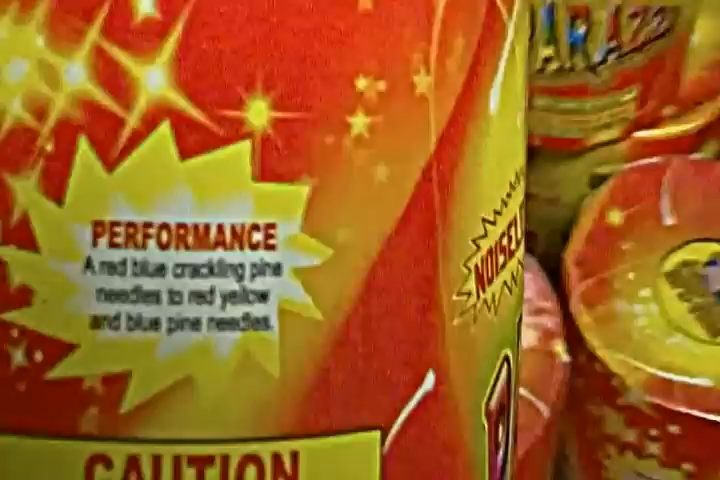 PERFORMANCE
A red blue crackling pine
needles to red yellow
and blue pine needles.
CAUTION